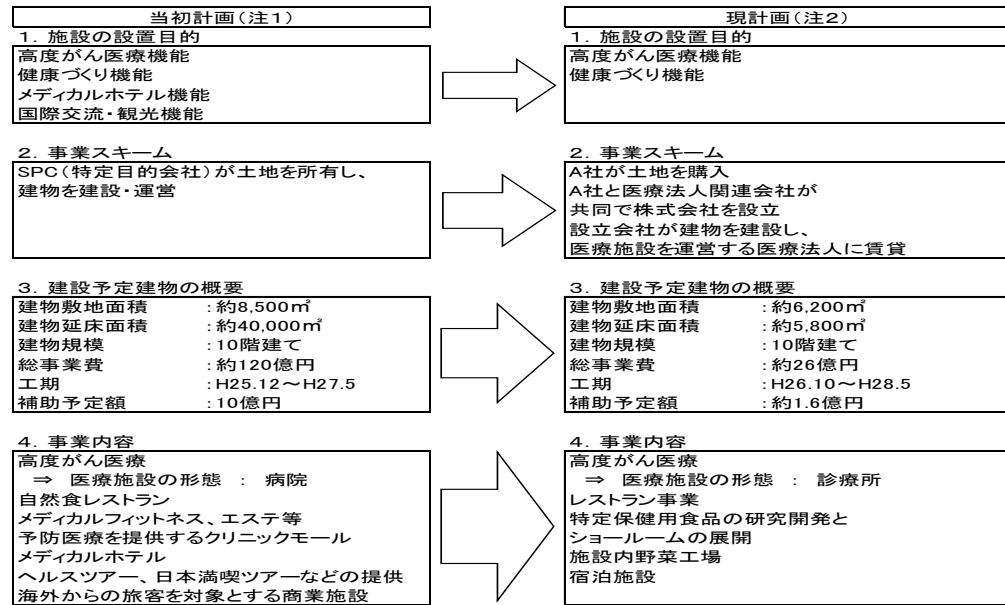 当初計画（注1）
1．施設の設置目的
高度がん医療機能
健康づくり機能
メディカルホテル機能
国際交流・観光機能
2．事業スキーム
SPC（特定目的会社）が土地を所有し、
建物を建設・運営
3．建設予定建物の概要
建物敷地面積 ：約8,500㎡
建物延床面積 ：約40,000㎡
建物規模 ：10階建て
総事業費 ：約120億円
工期 ：H25.12～H27.5
補助予定額 ：10億円
4．事業内容
高度がん医療
⇒ 医療施設の形態 ： 病院
自然食レストラン
メディカルフィットネス、エステ等
予防医療を提供するクリニックモール
メディカルホテル
ヘルスツアー、日本満喫ツアーなどの提供
海外からの旅客を対象とする商業施設
現計画（注2）
1．施設の設置目的
高度がん医療機能
健康づくり機能
2．事業スキーム
A社が土地を購入
A社と医療法人関連会社が
共同で株式会社を設立
設立会社が建物を建設し、
医療施設を運営する医療法人に賃貸
3．建設予定建物の概要
建物敷地面積 ：約6,200㎡
建物延床面積 ：約5,800㎡
建物規模 ：10階建て
総事業費 ：約26億円
工期 ：H26.10～H28.5
補助予定額 ：約1.6億円
4．事業内容
高度がん医療
⇒ 医療施設の形態 ： 診療所
レストラン事業
特定保健用食品の研究開発と
ショールームの展開
施設内野菜工場
宿泊施設